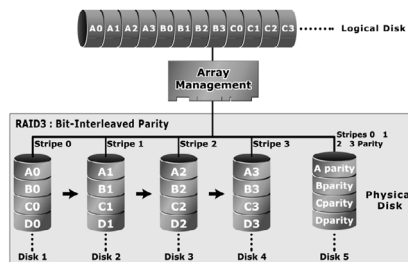 A0 A1 A2 A3 B0 B1 B2 B3 C0 C1 C2 C3 Logical Disk
Array
Management
RAID3 : Bit-Interleaved Parity
Stripe 0 Stripe 1 Stripe 2 Stripe 3
Stripes 0 1
2 3 Parity
A0 A1 A2 A3 A parity
B0 B1 B2 B3 Bparity
C0 C1 C2 C3 Cparity
D0 D1 D2 D3 Dparity
Physical
Disk
Disk 1 Disk 2 Disk 3 Disk 4 Disk 5